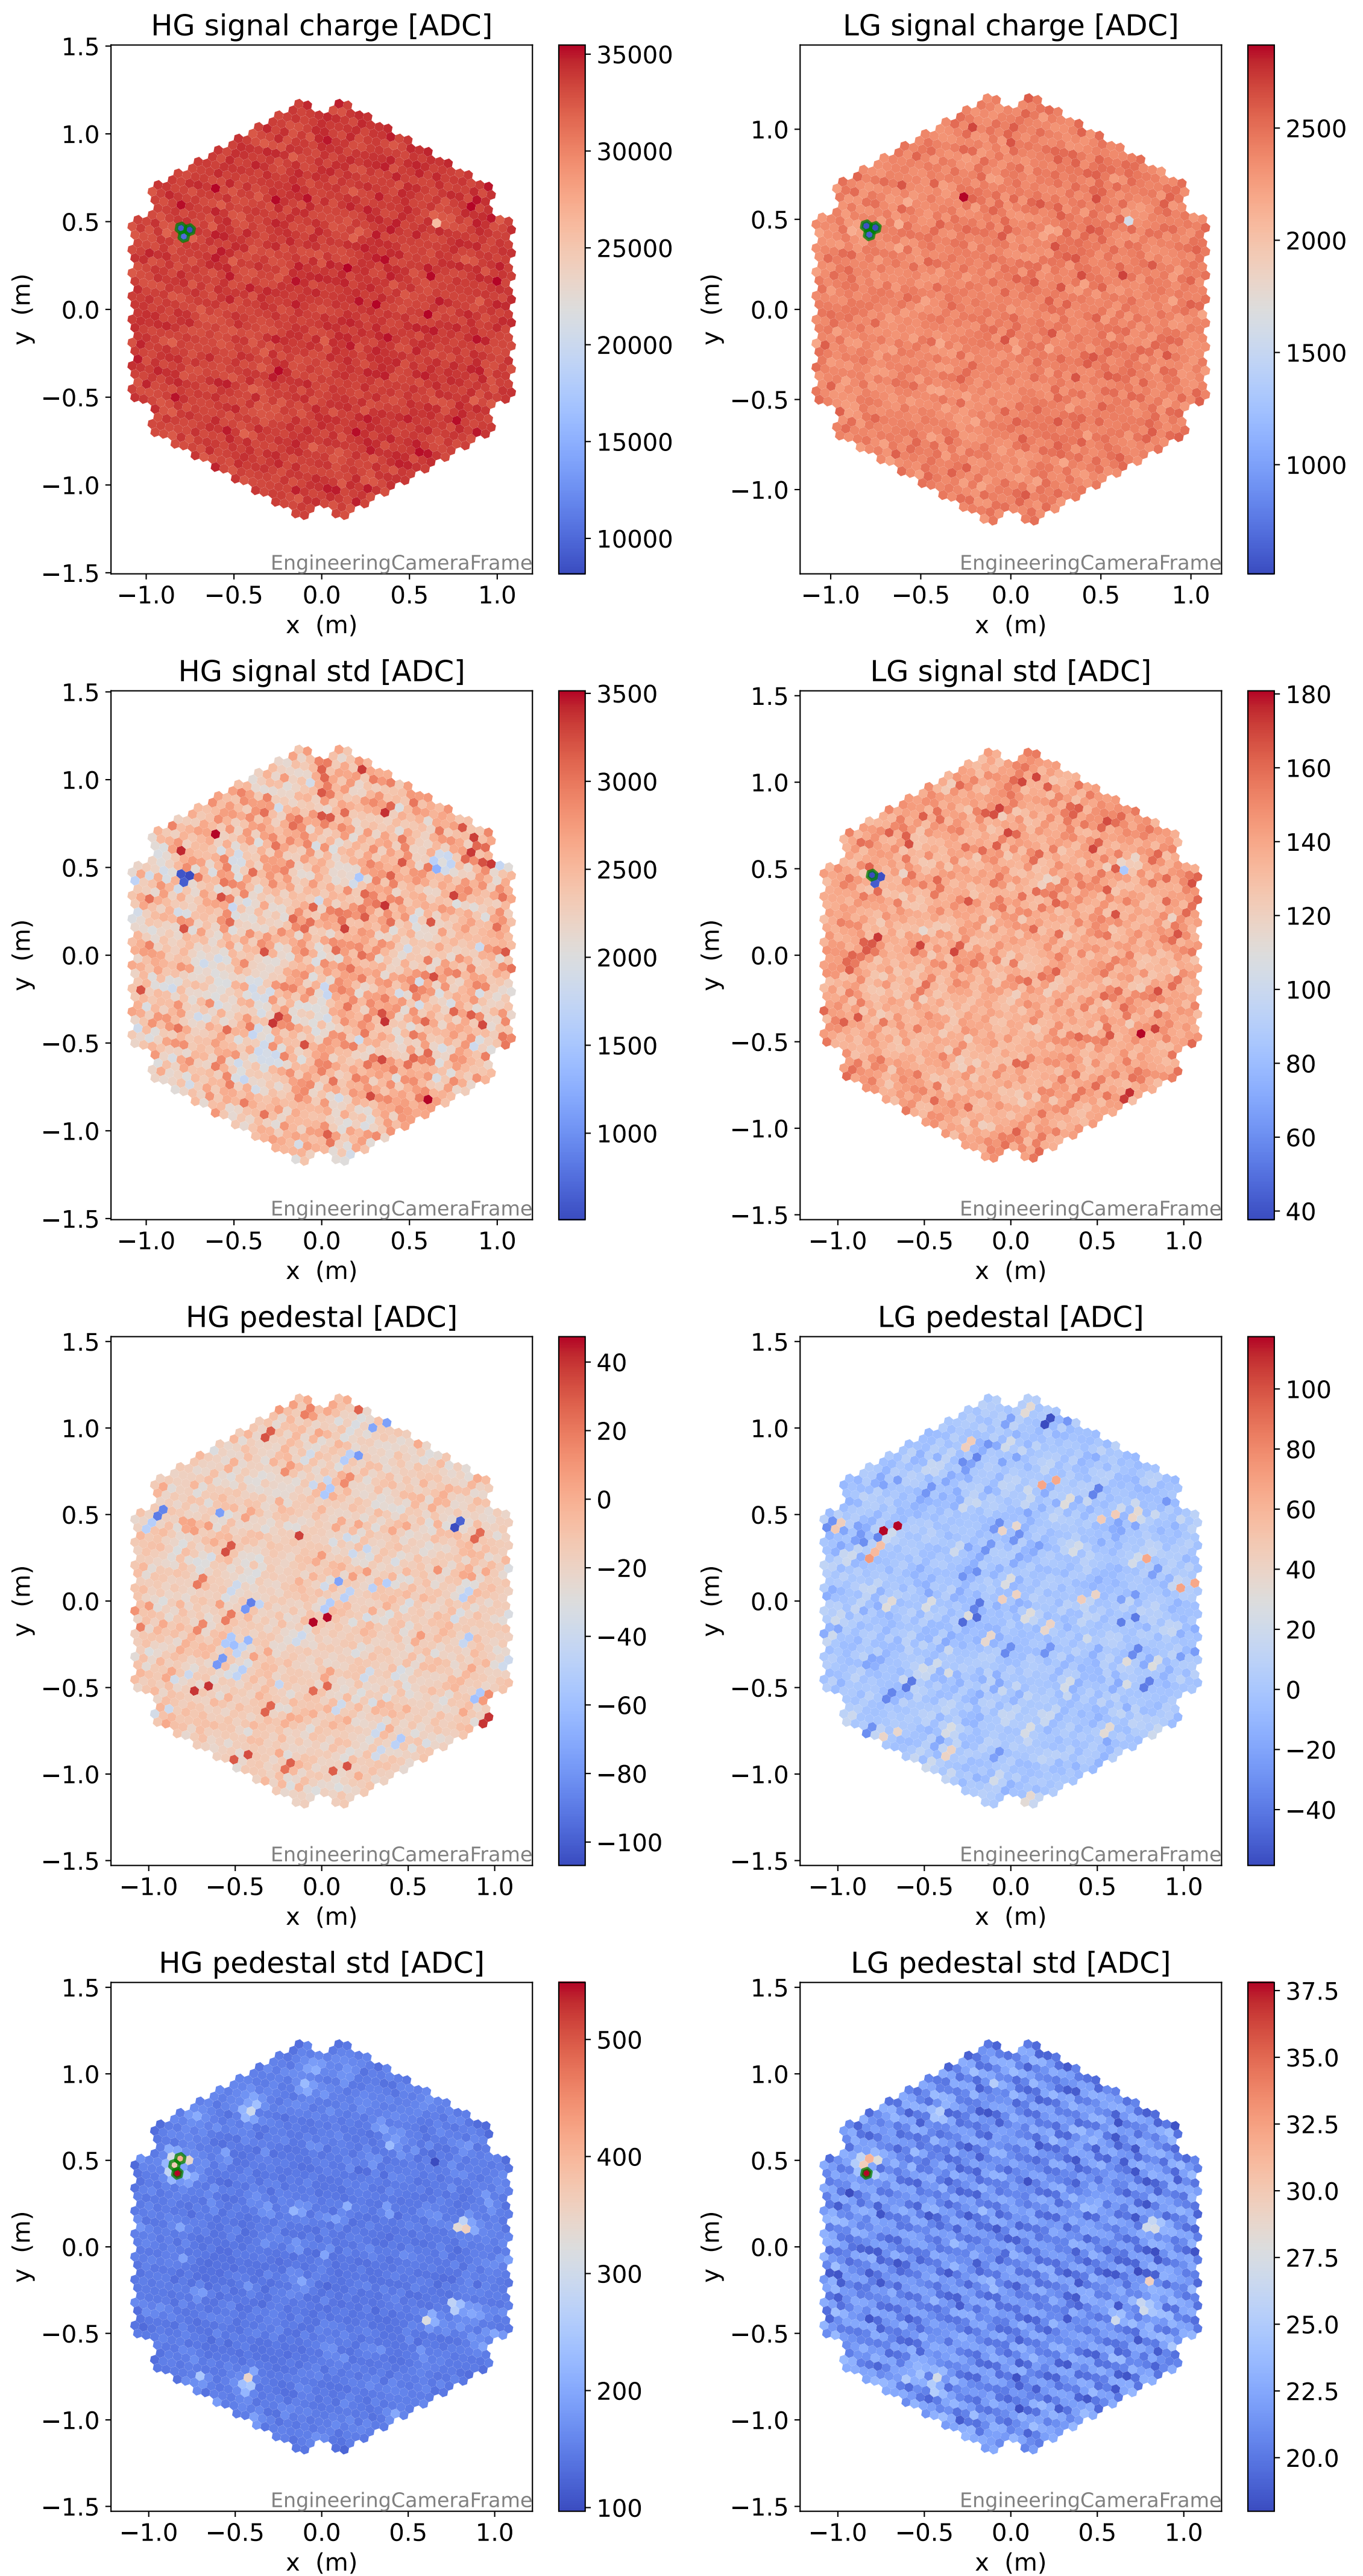 HG signal charge [ADC]
1.5
1.0
0.5
0.0
−0.5
−1.0
−1.5
y (m)
EngineeringCameraFrame
−1.0 −0.5 0.0 0.5 1.0
x (m)
35000
30000
25000
20000
15000
10000
LG signal charge [ADC]
1.0
0.5
0.0
−0.5
−1.0
y (m)
EngineeringCameraFrame
−1.0 −0.5 0.0 0.5 1.0
x (m)
2500
2000
1500
1000
HG signal std [ADC]
1.5
1.0
0.5
0.0
−0.5
−1.0
−1.5
y (m)
EngineeringCameraFrame
−1.0 −0.5 0.0 0.5 1.0
x (m)
3500
3000
2500
2000
1500
1000
LG signal std [ADC]
1.5
1.0
0.5
0.0
−0.5
−1.0
−1.5
y (m)
EngineeringCameraFrame
−1.0 −0.5 0.0 0.5 1.0
x (m)
180
160
140
120
100
80
60
40
HG pedestal [ADC]
1.5
1.0
0.5
0.0
−0.5
−1.0
−1.5
y (m)
EngineeringCameraFrame
−1.0 −0.5 0.0 0.5 1.0
x (m)
40
20
0
−20
−40
−60
−80
−100
LG pedestal [ADC]
1.5
1.0
0.5
0.0
−0.5
−1.0
−1.5
y (m)
EngineeringCameraFrame
−1.0 −0.5 0.0 0.5 1.0
x (m)
100
80
60
40
20
0
−20
−40
HG pedestal std [ADC]
1.5
1.0
0.5
0.0
−0.5
−1.0
−1.5
y (m)
EngineeringCameraFrame
−1.0 −0.5 0.0 0.5 1.0
x (m)
500
400
300
200
100
LG pedestal std [ADC]
1.5
1.0
0.5
0.0
−0.5
−1.0
−1.5
y (m)
EngineeringCameraFrame
−1.0 −0.5 0.0 0.5 1.0
x (m)
37.5
35.0
32.5
30.0
27.5
25.0
22.5
20.0